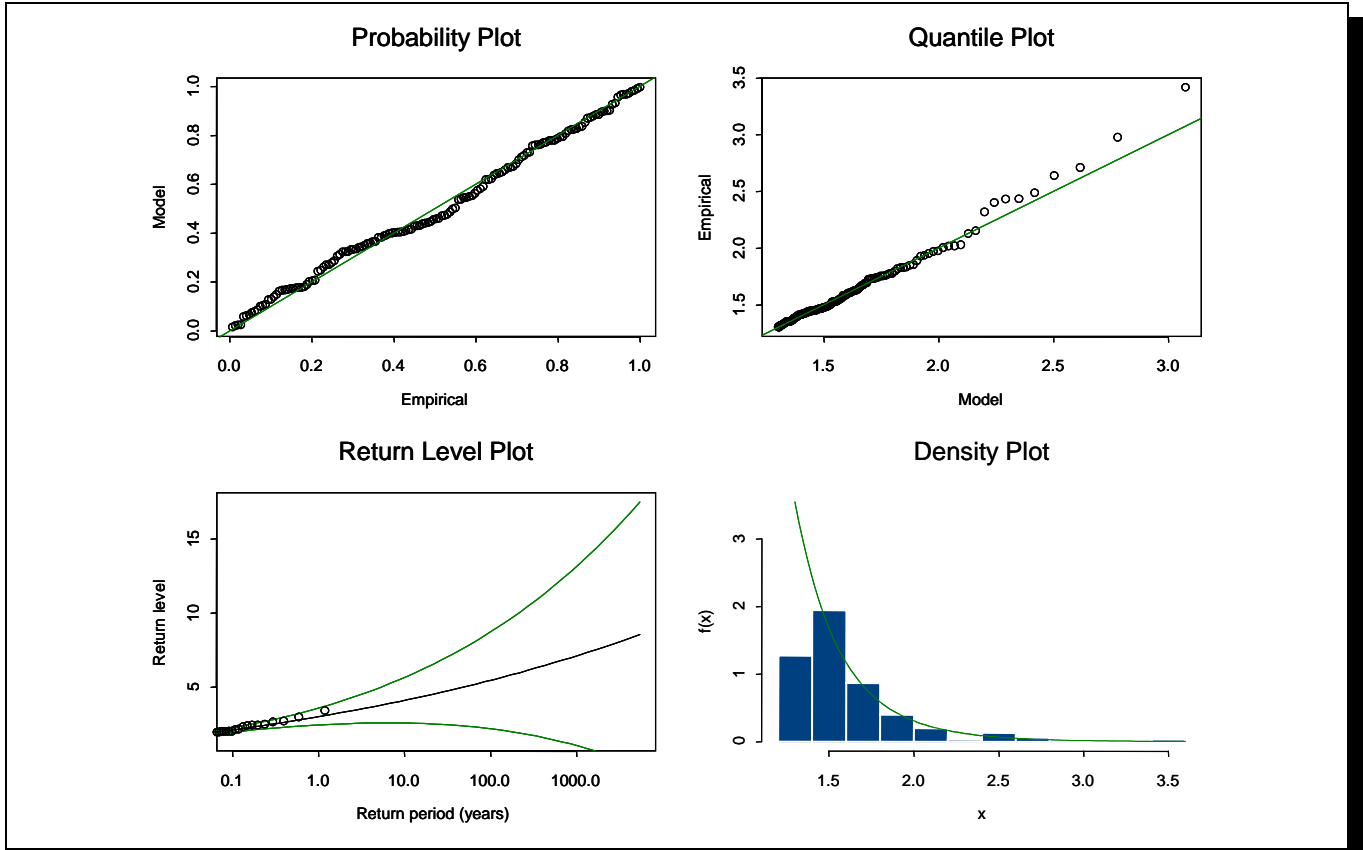 Probability Plot
Model
0.0 0.2 0.4 0.6 0.8 1.0
0.0 0.2 0.4 0.6 0.8 1.0
Empirical
Quantile Plot
Empirical
1.5 2.0 2.5 3.0 3.5
1.5 2.0 2.5 3.0
Model
Return Level Plot
Return level
5 10 15
0.1 1.0 10.0 100.0 1000.0
Return period (years)
Density Plot
f(x)
0 1 2 3
1.5 2.0 2.5 3.0 3.5
x